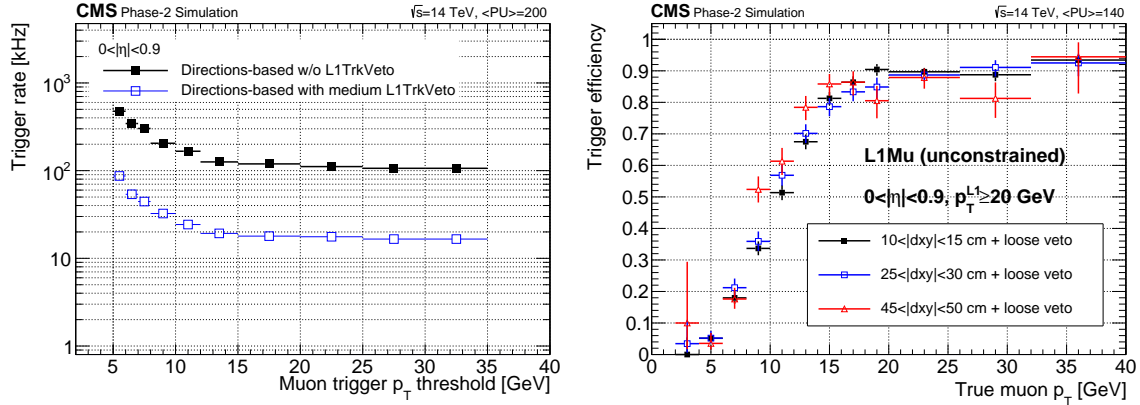 CMS Phase-2 Simulation √s=14 TeV, <PU>=200
Trigger rate [kHz]
0<|η|<0.9
Directions-based w/o L1TrkVeto
Directions-based with medium L1TrkVeto
10³
10²
10
1
5 10 15 20 25 30 35 40
Muon trigger p_T threshold [GeV]
CMS Phase-2 Simulation √s=14 TeV, <PU>=140
Trigger efficiency
1
0.9
0.8
0.7
0.6
0.5
0.4
0.3
0.2
0.1
0
L1Mu (unconstrained)
0<|η|<0.9, p_T^L1≥20 GeV
10<|dxy|<15 cm + loose veto
25<|dxy|<30 cm + loose veto
45<|dxy|<50 cm + loose veto
0 5 10 15 20 25 30 35 40
True muon p_T [GeV]